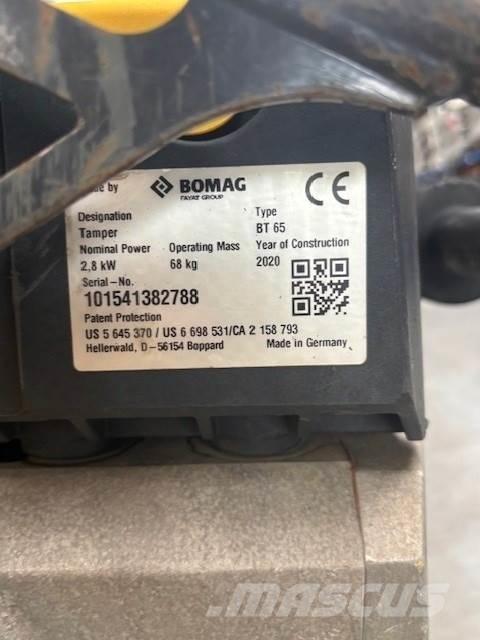 by BOMAG CE
FAYAT GROUP
Designation Type
Tamper BT 65
Nominal Power Operating Mass Year of Construction
2,8 kW 68 kg 2020
Serial-No.
101541382788
Patent Protection
US 5 645 370 / US 6 698 531/CA 2 158 793
Hellerwald, D-56154 Boppard Made in Germany
MASCUS